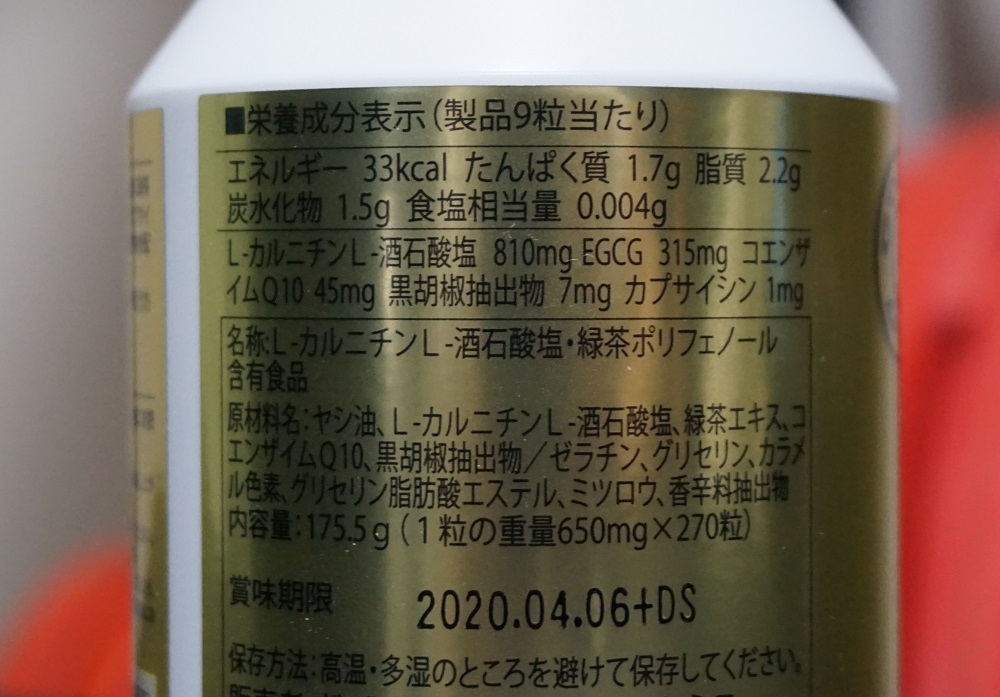 ■栄養成分表示(製品9粒当たり)
エネルギー 33kcal たんぱく質 1.7g 脂質 2.2g
炭水化物 1.5g 食塩相当量 0.004g
L-カルニチンL-酒石酸塩 810mg EGCG 315mg コエンザ
イムQ10 45mg 黒胡椒抽出物 7mg カプサイシン 1mg
名称:L-カルニチンL-酒石酸塩・緑茶ポリフェノール
含有食品
原材料名:ヤシ油、L-カルニチンL-酒石酸塩、緑茶エキス、コ
エンザイムQ10、黒胡椒抽出物/ゼラチン、グリセリン、カラメ
ル色素、グリセリン脂肪酸エステル、ミツロウ、香辛料抽出物
内容量:175.5g(1粒の重量650mg×270粒)
賞味期限 2020.04.06+DS
保存方法:高温・多湿のところを避けて保存してください。